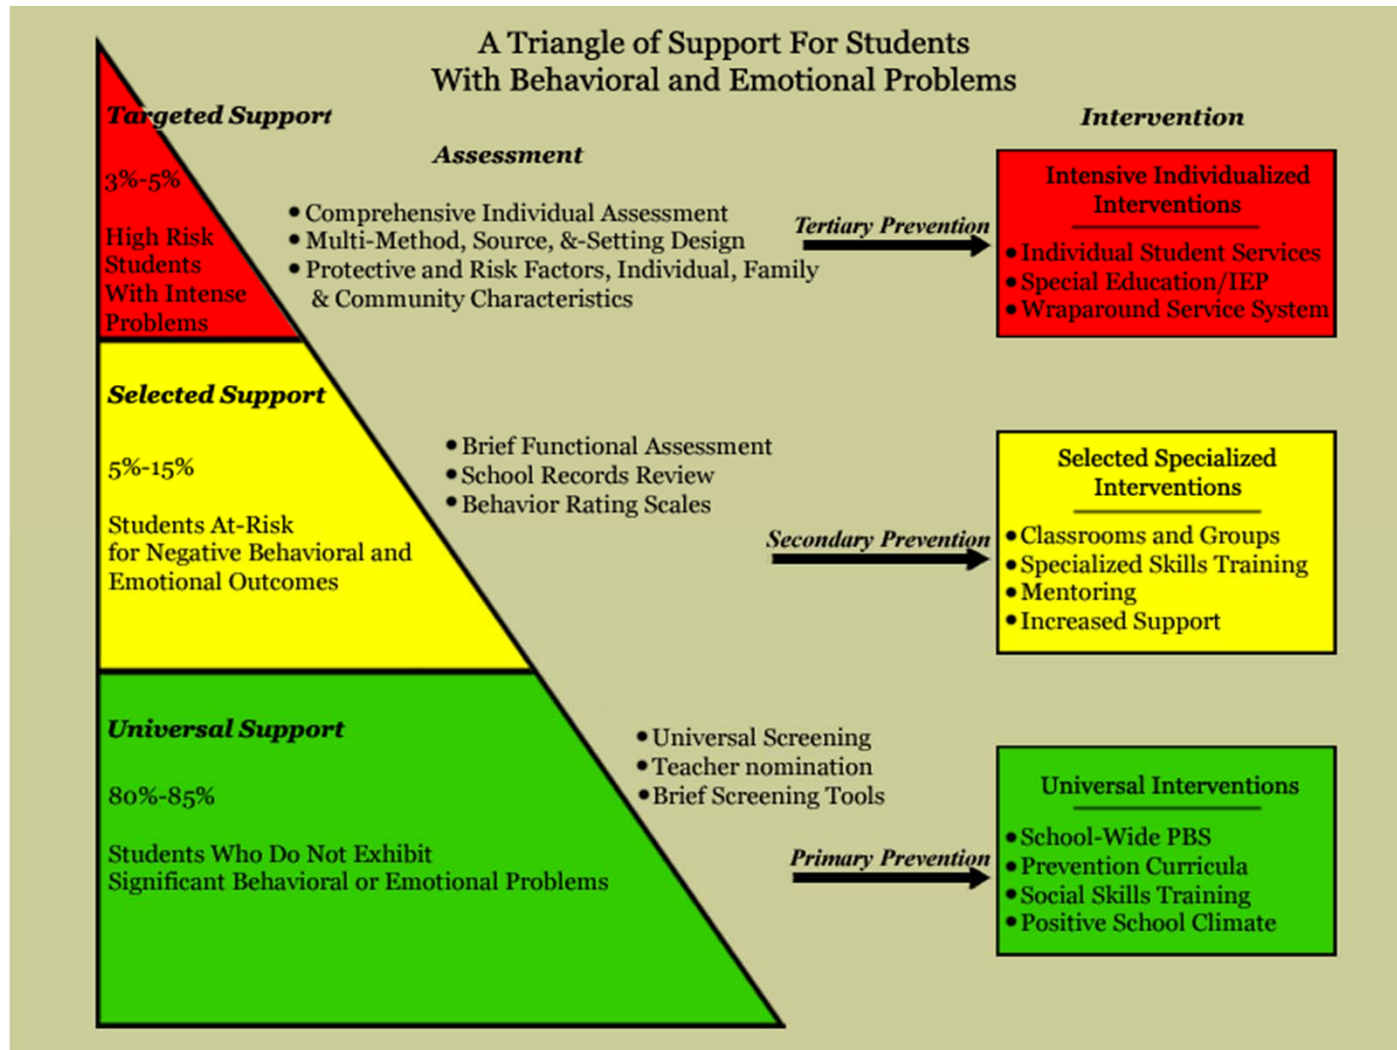 A Triangle of Support For Students
With Behavioral and Emotional Problems
Targeted Support
3%-5%
High Risk
Students
With Intense
Problems
Assessment
• Comprehensive Individual Assessment
• Multi-Method, Source, &-Setting Design
• Protective and Risk Factors, Individual, Family
& Community Characteristics
Tertiary Prevention
Intervention
Intensive Individualized
Interventions
• Individual Student Services
• Special Education/IEP
• Wraparound Service System
Selected Support
5%-15%
Students At-Risk
for Negative Behavioral and
Emotional Outcomes
• Brief Functional Assessment
• School Records Review
• Behavior Rating Scales
Secondary Prevention
Selected Specialized
Interventions
• Classrooms and Groups
• Specialized Skills Training
• Mentoring
• Increased Support
Universal Support
80%-85%
Students Who Do Not Exhibit
Significant Behavioral or Emotional Problems
• Universal Screening
• Teacher nomination
• Brief Screening Tools
Primary Prevention
Universal Interventions
• School-Wide PBS
• Prevention Curricula
• Social Skills Training
• Positive School Climate